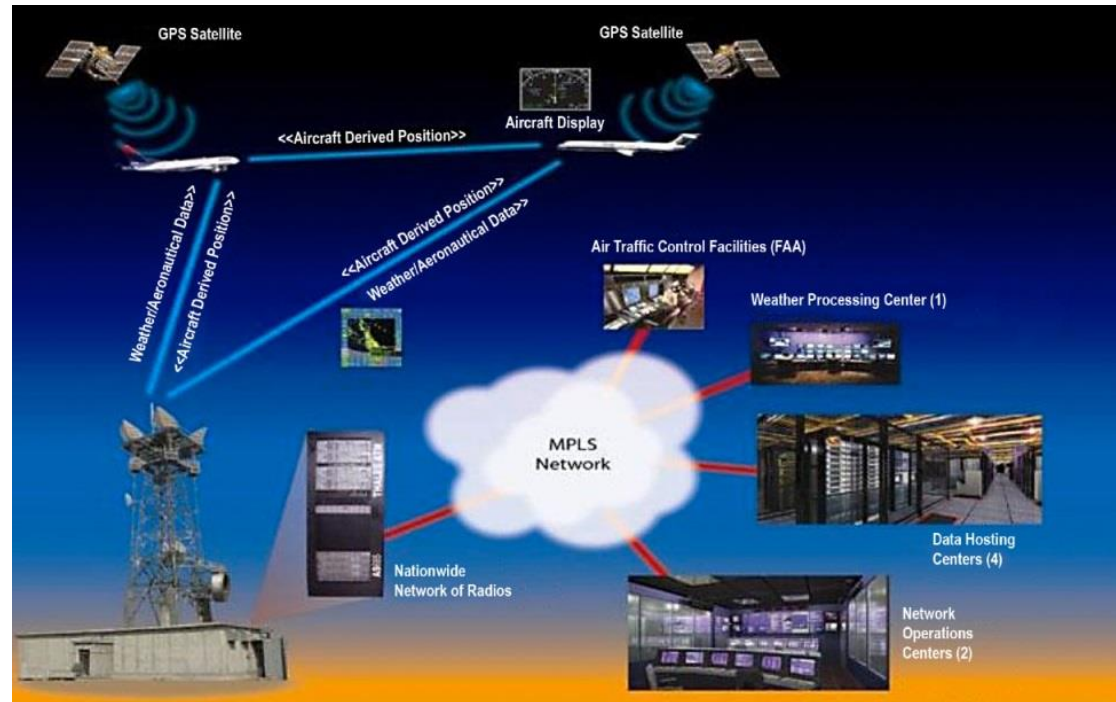 GPS Satellite
GPS Satellite
Aircraft Display
<<Aircraft Derived Position>>
Weather/Aeronautical Data>>
<<Aircraft Derived Position>>
<<Aircraft Derived Position>>
Weather/Aeronautical Data>>
Air Traffic Control Facilities (FAA)
Weather Processing Center (1)
MPLS
Network
Data Hosting
Centers (4)
Nationwide
Network of Radios
Network
Operations
Centers (2)